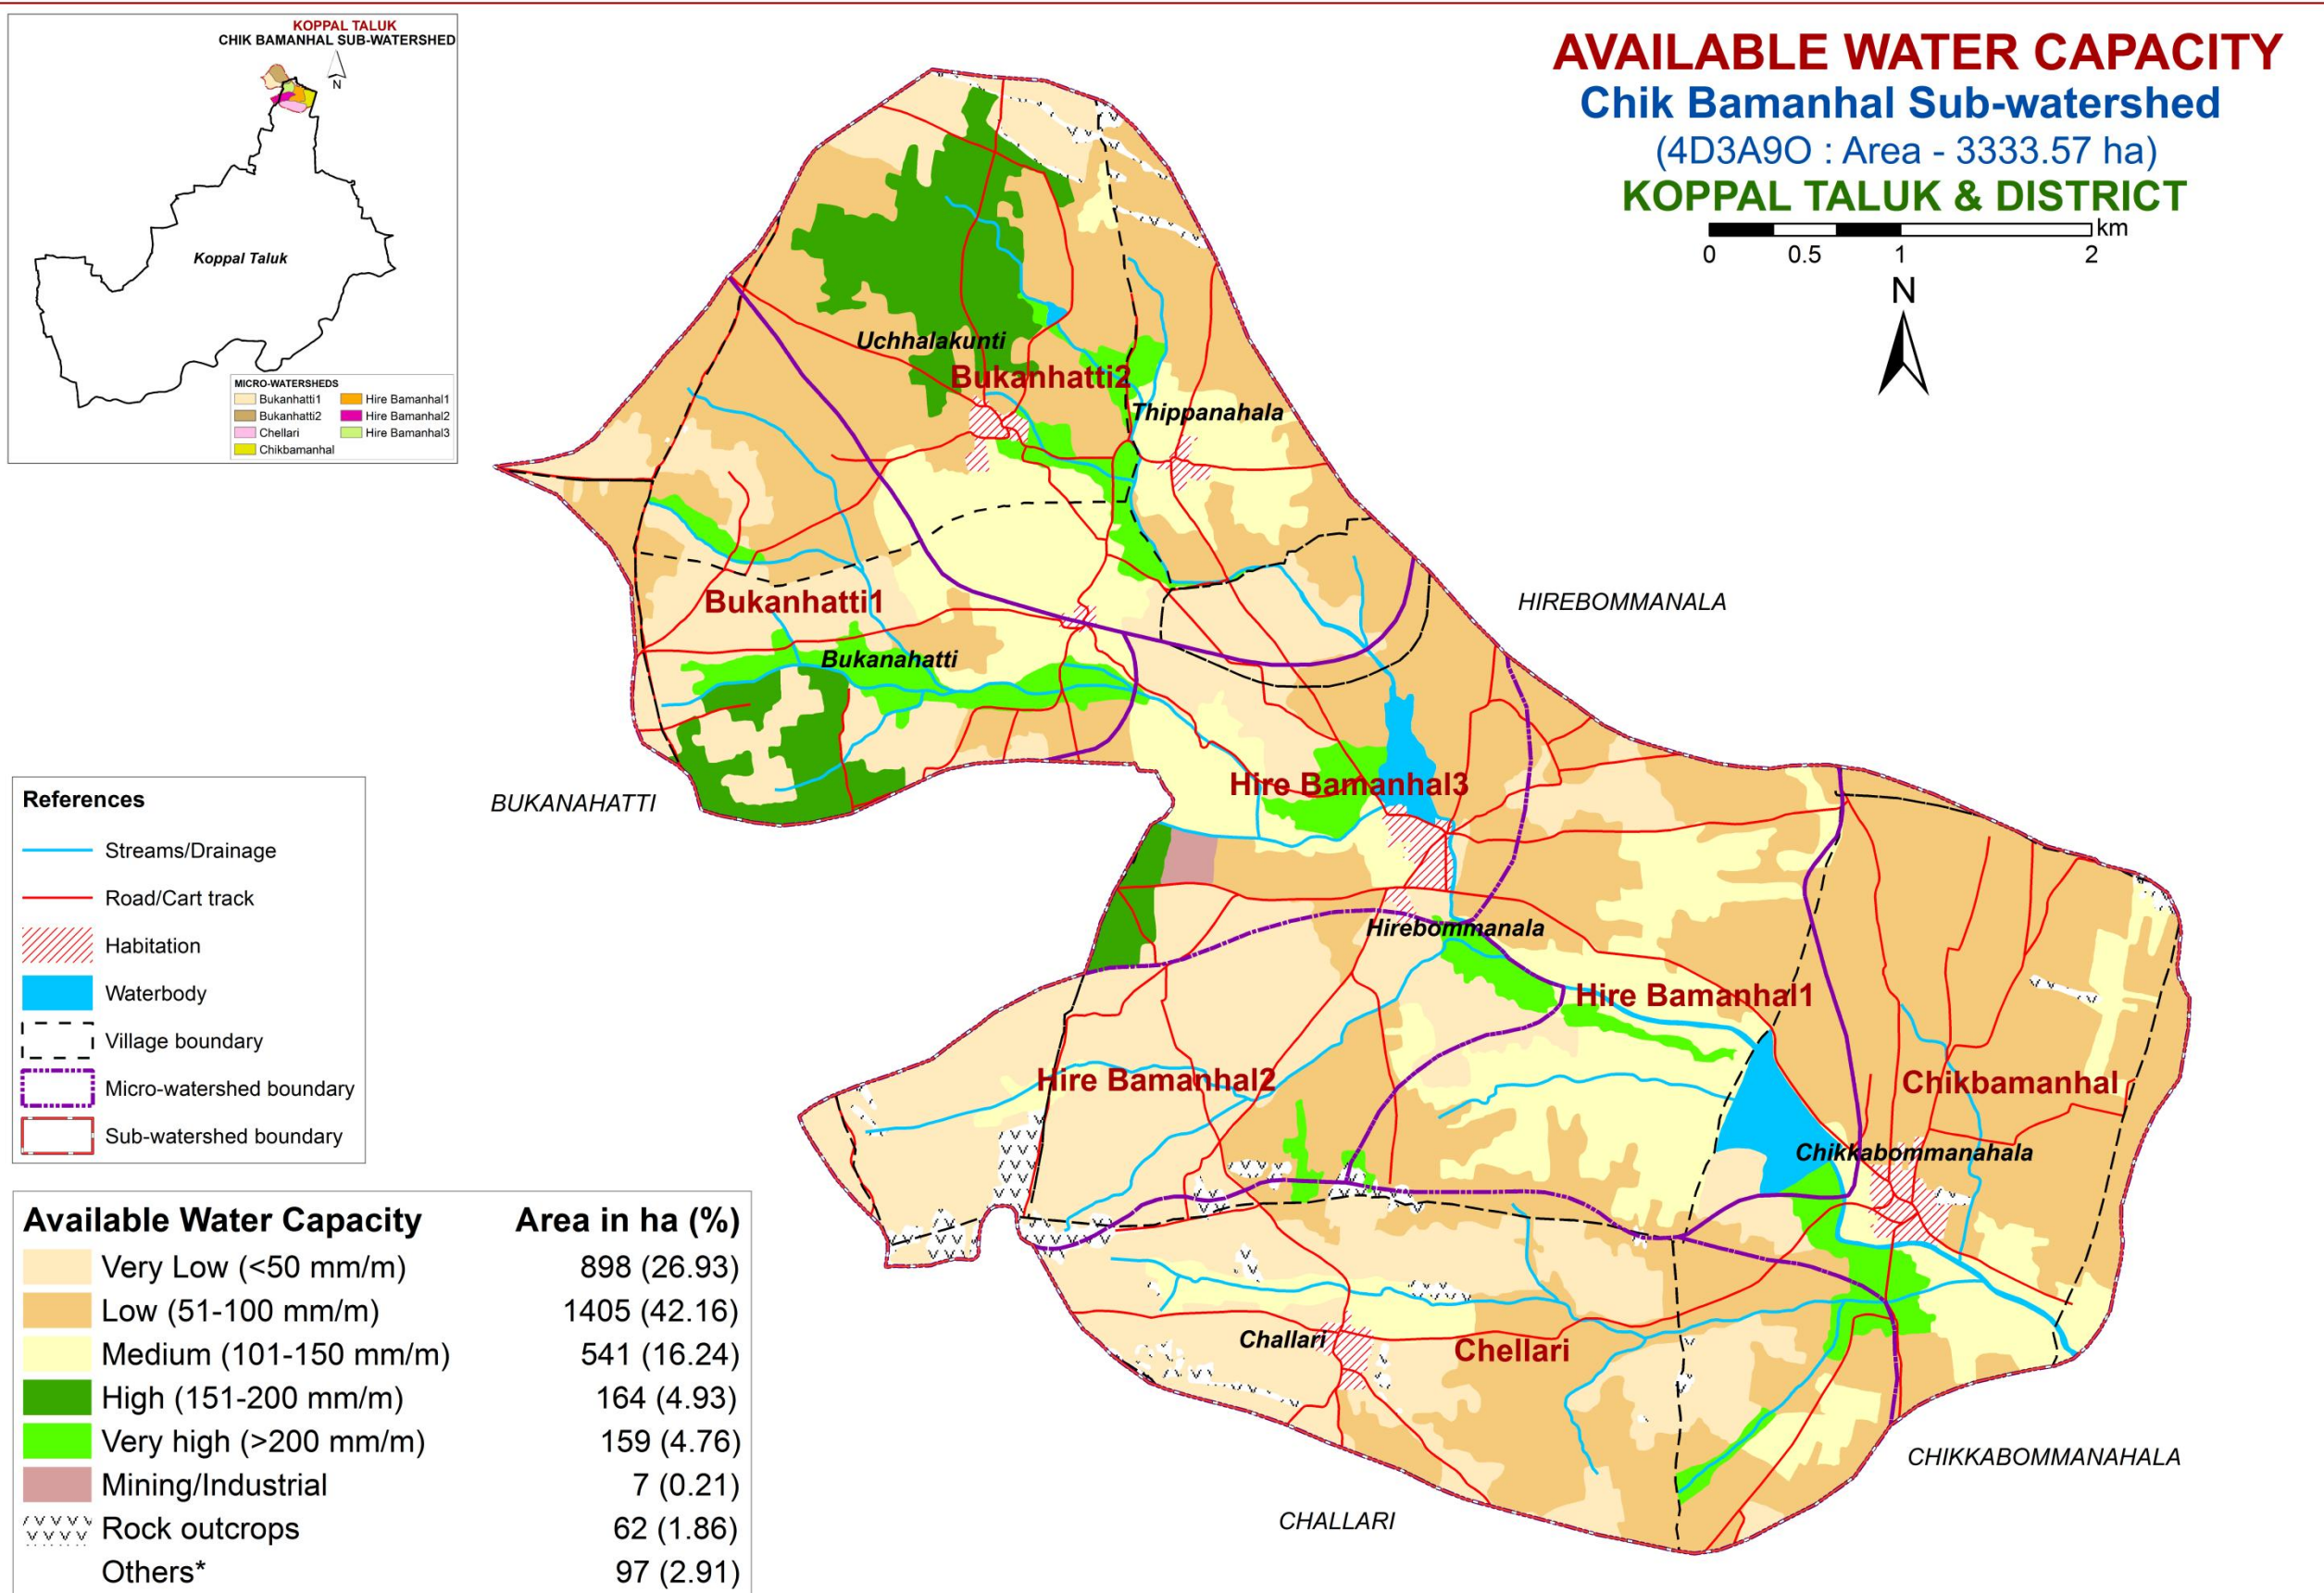 KOPPAL TALUK
CHIK BAMANHAL SUB-WATERSHED
N
Koppal Taluk
MICRO-WATERSHEDS
Bukanhatti1
Hire Bamanhal1
Bukanhatti2
Hire Bamanhal2
Chellari
Hire Bamanhal3
Chikbamanhal
AVAILABLE WATER CAPACITY
Chik Bamanhal Sub-watershed
(4D3A9O : Area - 3333.57 ha)
KOPPAL TALUK & DISTRICT
km
0 0.5 1 2
N
Uchhalakunti
Bukanhatti2
Thippanahala
Bukanhatti1
HIREBOMMANALA
Bukanahatti
Hire Bamanhal3
BUKANAHATTI
Hirebommanala
Hire Bamanhal1
Hire Bamanhal2
Chikbamanhal
Chikkabommanahala
Challari
Chellari
CHIKKABOMMANAHALA
CHALLARI
References
Streams/Drainage
Road/Cart track
Habitation
Waterbody
Village boundary
Micro-watershed boundary
Sub-watershed boundary
Available Water Capacity Area in ha (%)
Very Low (<50 mm/m) 898 (26.93)
Low (51-100 mm/m) 1405 (42.16)
Medium (101-150 mm/m) 541 (16.24)
High (151-200 mm/m) 164 (4.93)
Very high (>200 mm/m) 159 (4.76)
Mining/Industrial 7 (0.21)
Rock outcrops 62 (1.86)
Others* 97 (2.91)